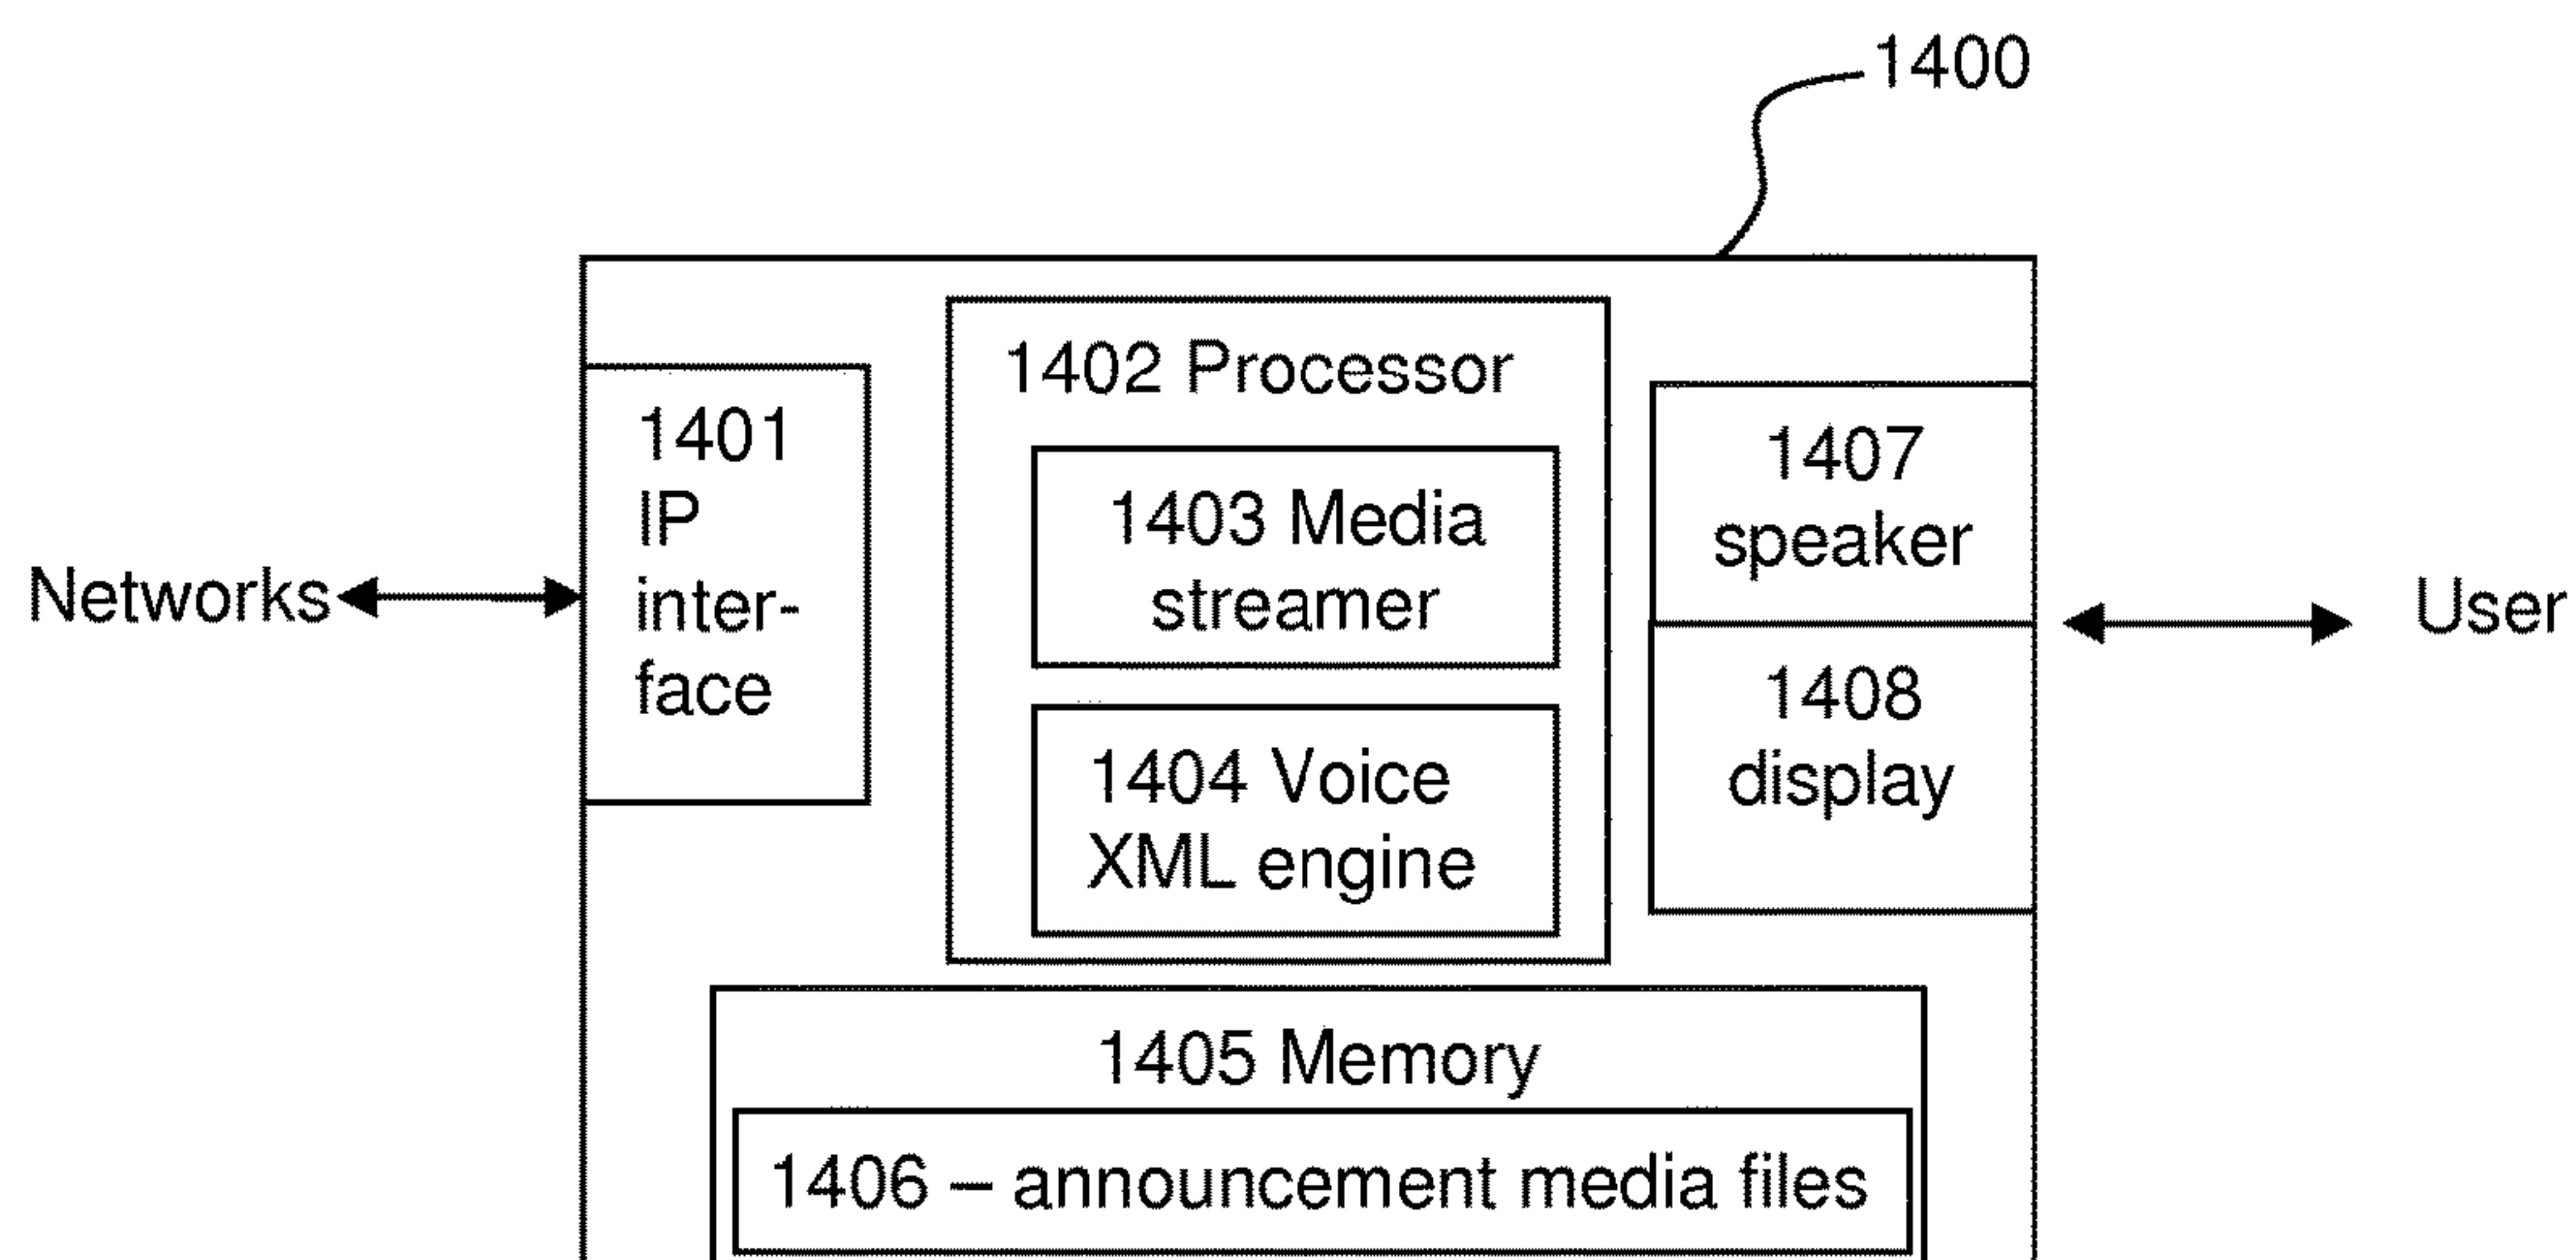 1400
1402 Processor
1401
IP
inter-
face
1407
speaker
1403 Media
streamer
Networks
User
1408
display
1404 Voice
XML engine
1405 Memory
1406 – announcement media files